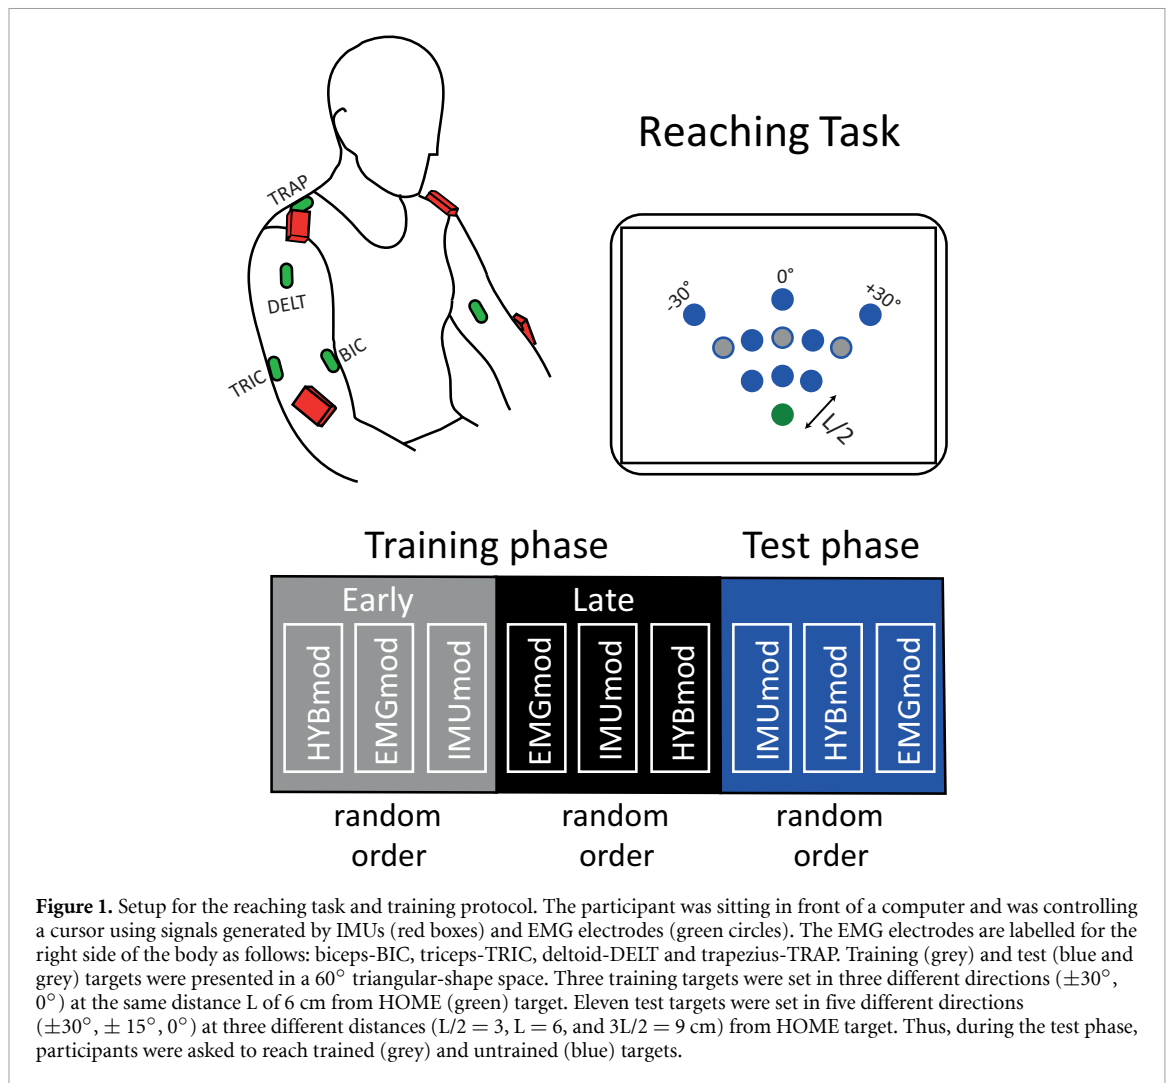 Reaching Task
TRAP
DELT
BIC
TRIC
-30°
0°
+30°
L/2
Training phase
Test phase
Early
Late
HYBmod
EMGmod
IMUmod
EMGmod
IMUmod
HYBmod
IMUmod
HYBmod
EMGmod
random
order
random
order
random
order
Figure 1. Setup for the reaching task and training protocol. The participant was sitting in front of a computer and was controlling
a cursor using signals generated by IMUs (red boxes) and EMG electrodes (green circles). The EMG electrodes are labelled for the
right side of the body as follows: biceps-BIC, triceps-TRIC, deltoid-DELT and trapezius-TRAP. Training (grey) and test (blue and
grey) targets were presented in a 60° triangular-shape space. Three training targets were set in three different directions (±30°,
0°) at the same distance L of 6 cm from HOME (green) target. Eleven test targets were set in five different directions
(±30°, ± 15°, 0°) at three different distances (L/2 = 3, L = 6, and 3L/2 = 9 cm) from HOME target. Thus, during the test phase,
participants were asked to reach trained (grey) and untrained (blue) targets.